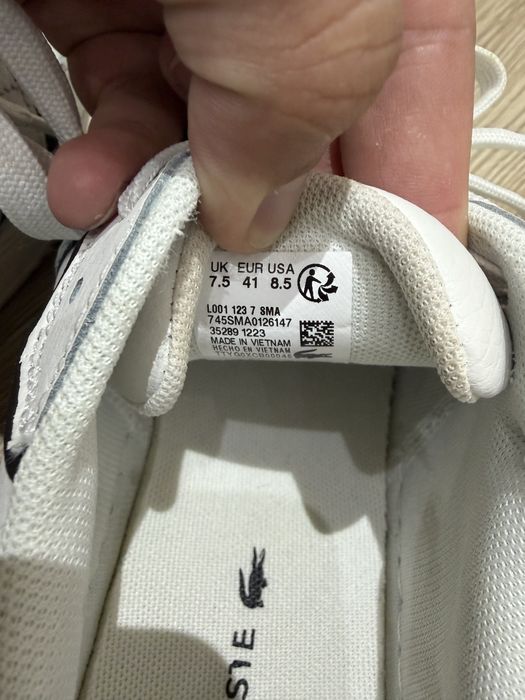 UK EUR USA
7.5 41 8.5
L001 123 7 SMA
745SMA0126147
35289 1223
MADE IN VIETNAM
HECHO EN VIETNAM